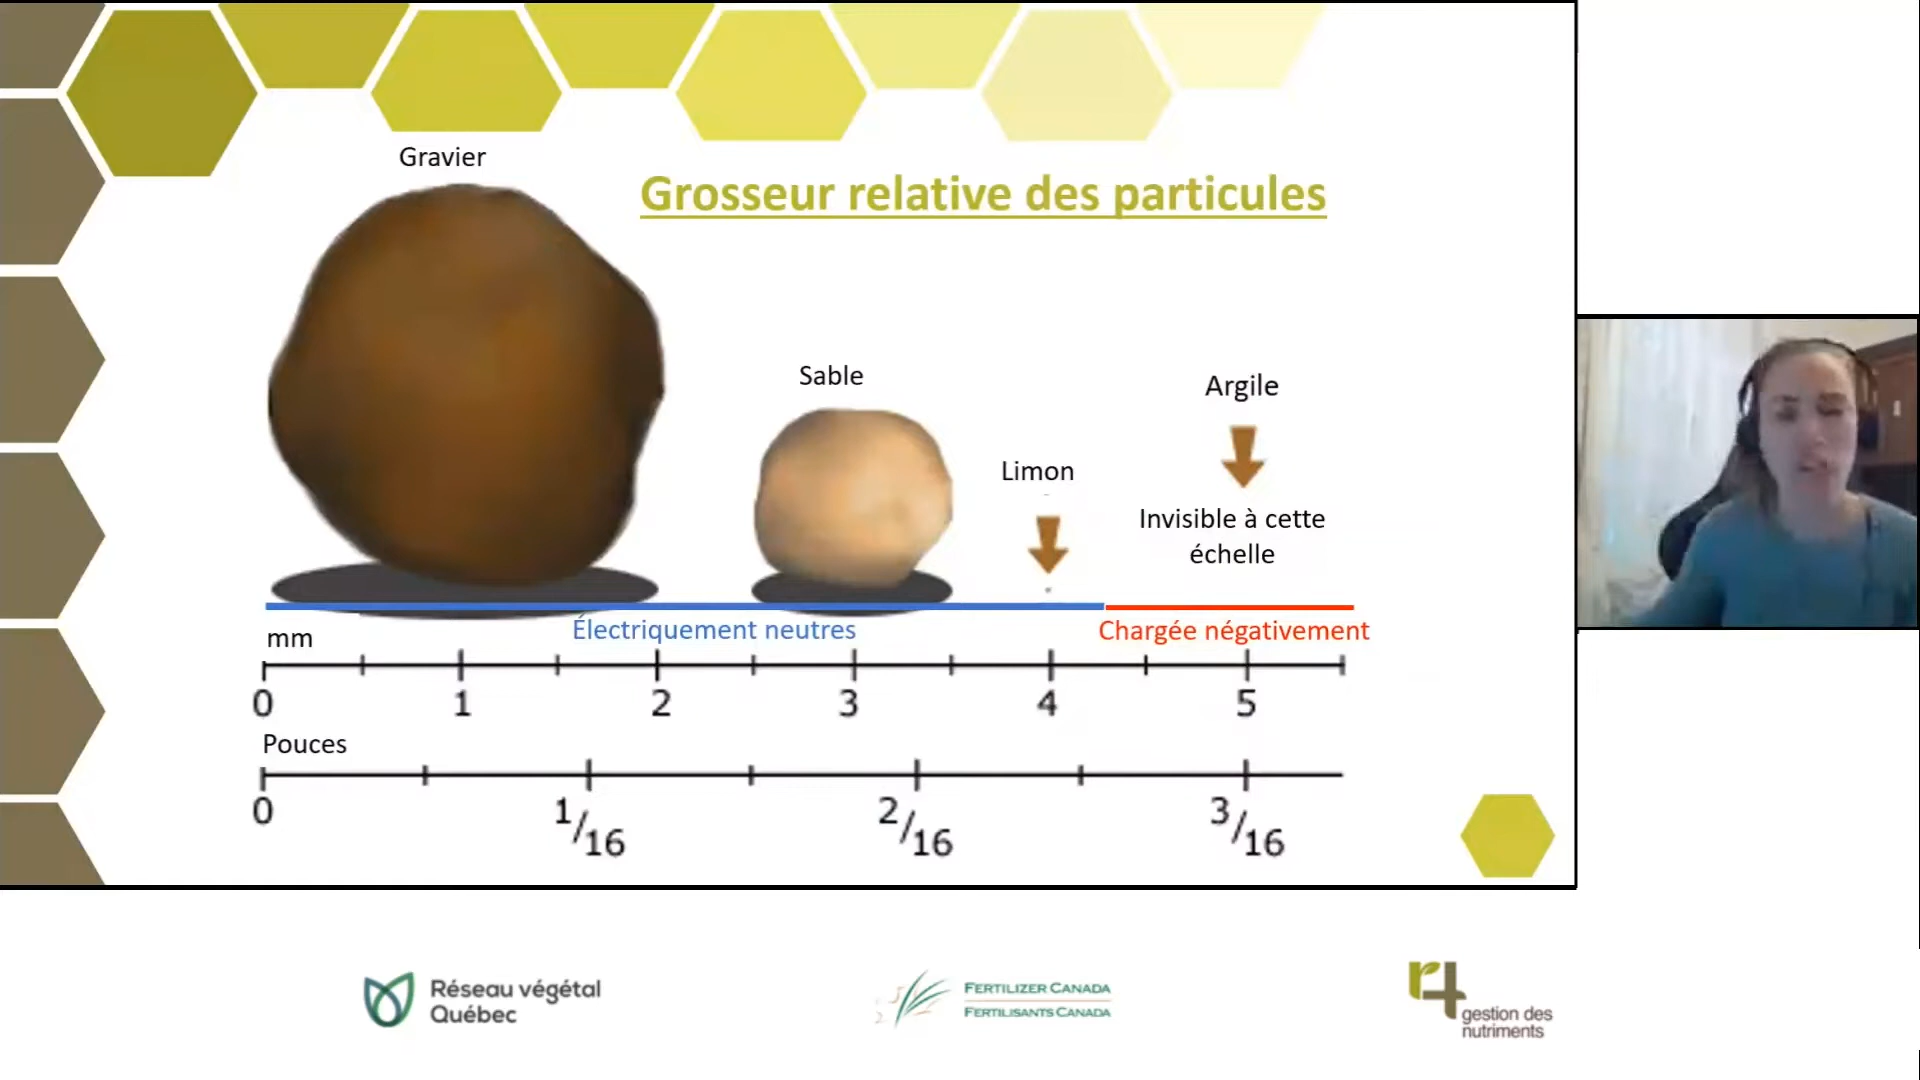 Gravier
Grosseur relative des particules
Sable
Argile
Limon
Invisible à cette
échelle
Électriquement neutres
Chargée négativement
mm
0 1 2 3 4 5
Pouces
0 1/16 2/16 3/16
Réseau végétal
Québec
FERTILIZER CANADA
FERTILISANTS CANADA
r4
gestion des
nutriments